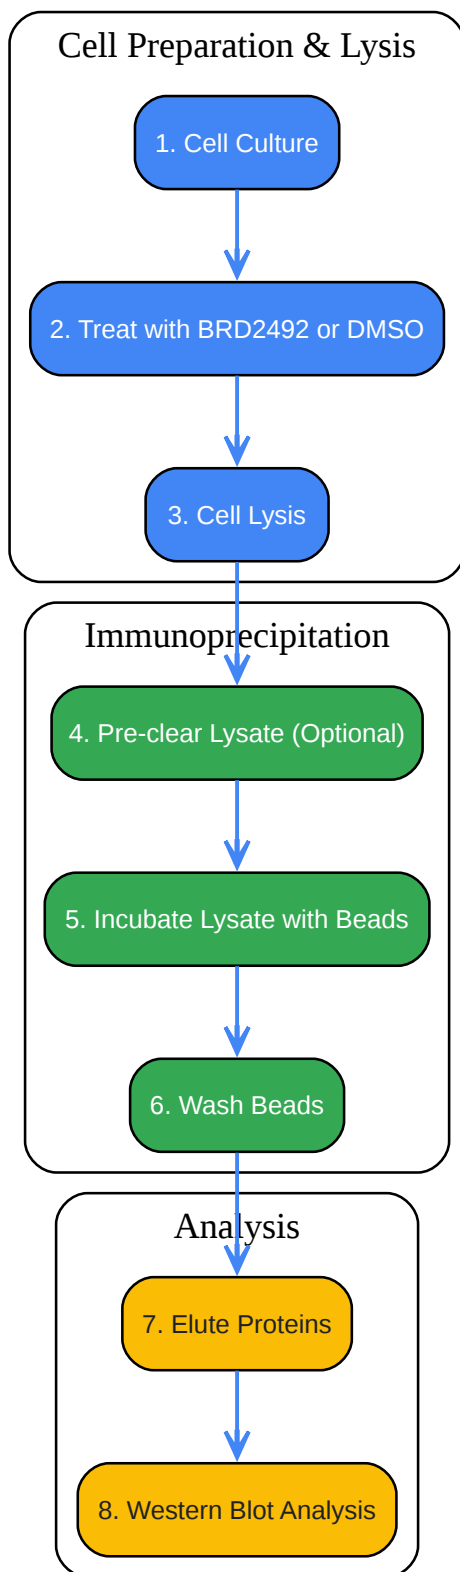 Cell Preparation & Lysis
1. Cell Culture
2. Treat with BRD2492 or DMSO
3. Cell Lysis
Immunoprecipitation
4. Pre-clear Lysate (Optional)
5. Incubate Lysate with Beads
6. Wash Beads
Analysis
7. Elute Proteins
8. Western Blot Analysis